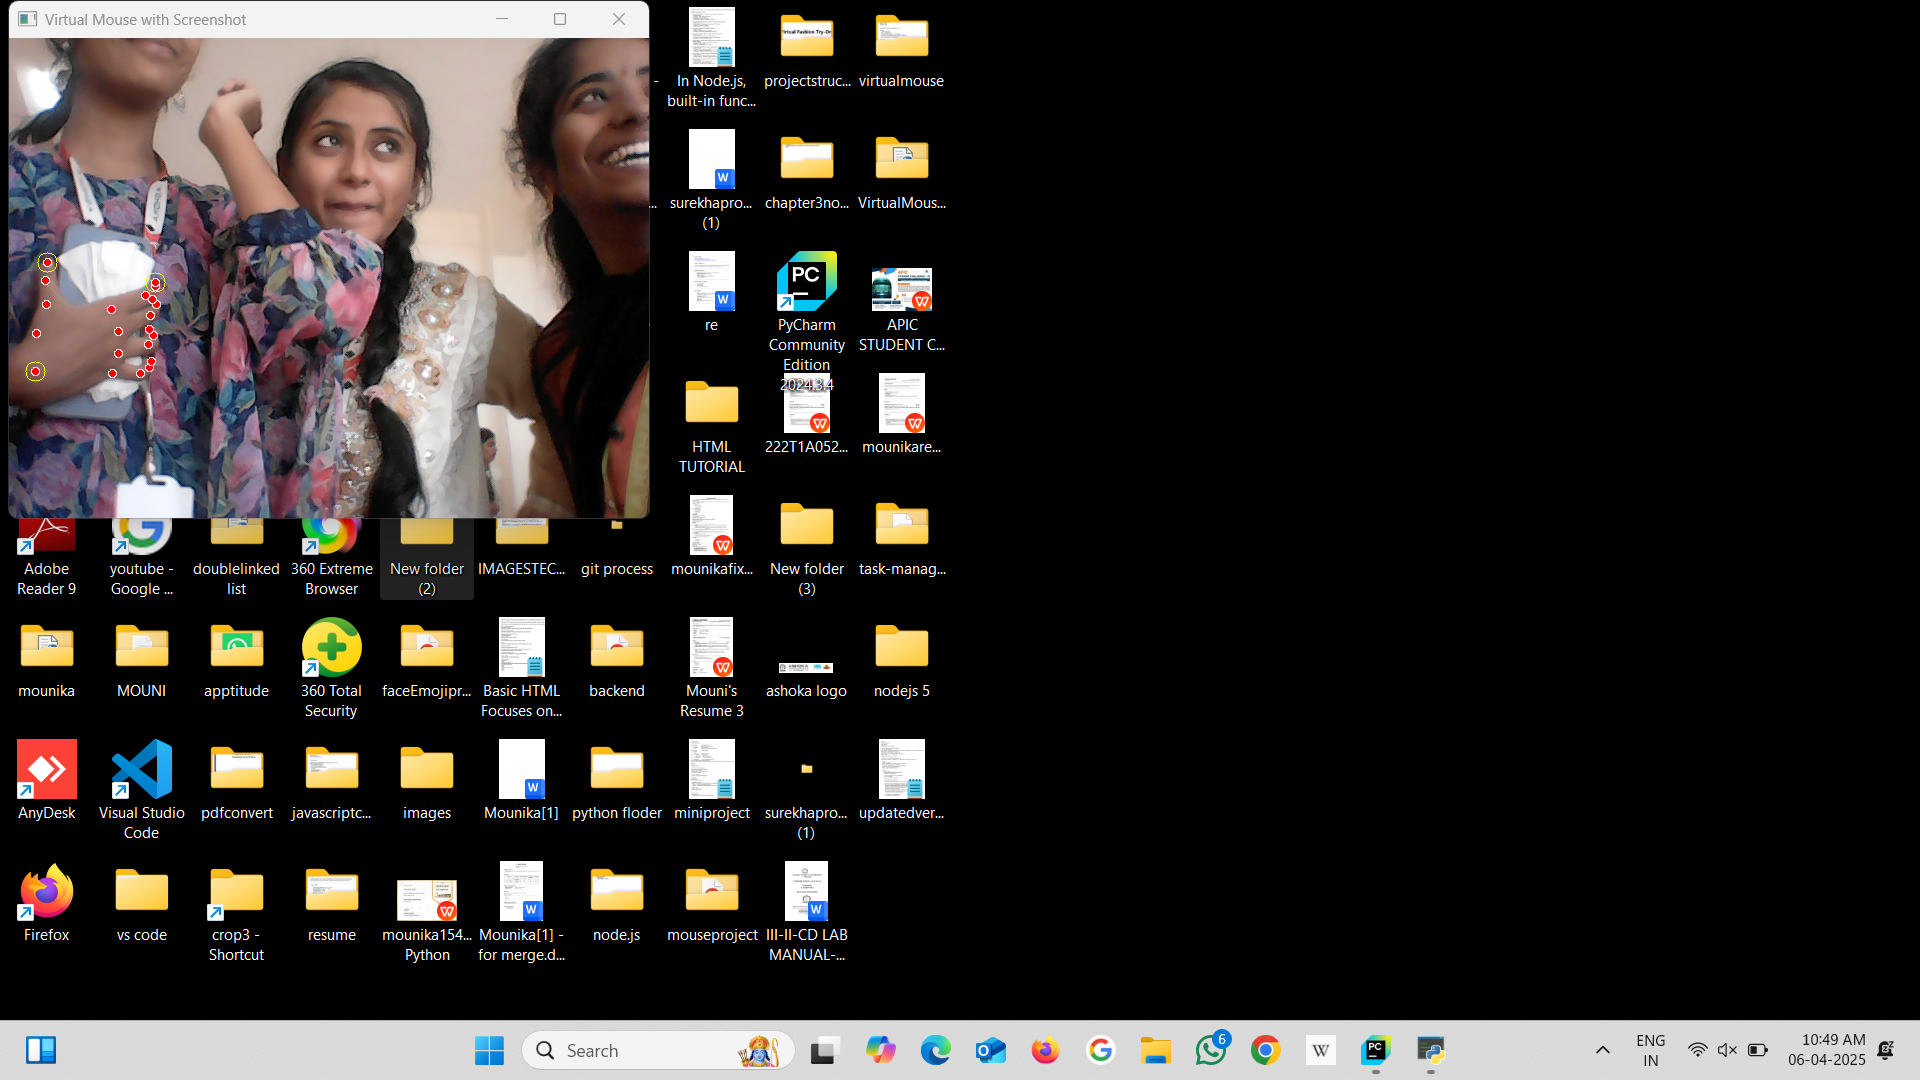 Virtual Mouse with Screenshot
In Node.js,
built-in func...
projectstruc...
virtualmouse
surekhapro...
(1)
chapter3no...
VirtualMous...
re
PyCharm
Community
Edition
2024.3.4
APIC
STUDENT C...
HTML
TUTORIAL
222T1A052...
mounikare...
Adobe
Reader 9
youtube -
Google ...
doublelinked
list
360 Extreme
Browser
New folder
(2)
IMAGESTEC...
git process
mounikafix...
New folder
(3)
task-manag...
mounika
MOUNI
apptitude
360 Total
Security
faceEmojipr...
Basic HTML
Focuses on...
backend
Mouni's
Resume 3
ashoka logo
nodejs 5
AnyDesk
Visual Studio
Code
pdfconvert
javascriptc...
images
Mounika[1]
python floder
miniproject
surekhapro...
(1)
updatedver...
Firefox
vs code
crop3 -
Shortcut
resume
mounika154...
Python
Mounika[1] -
for merge.d...
node.js
mouseproject
III-II-CD LAB
MANUAL-...
Search
6
ENG
IN
10:49 AM
06-04-2025